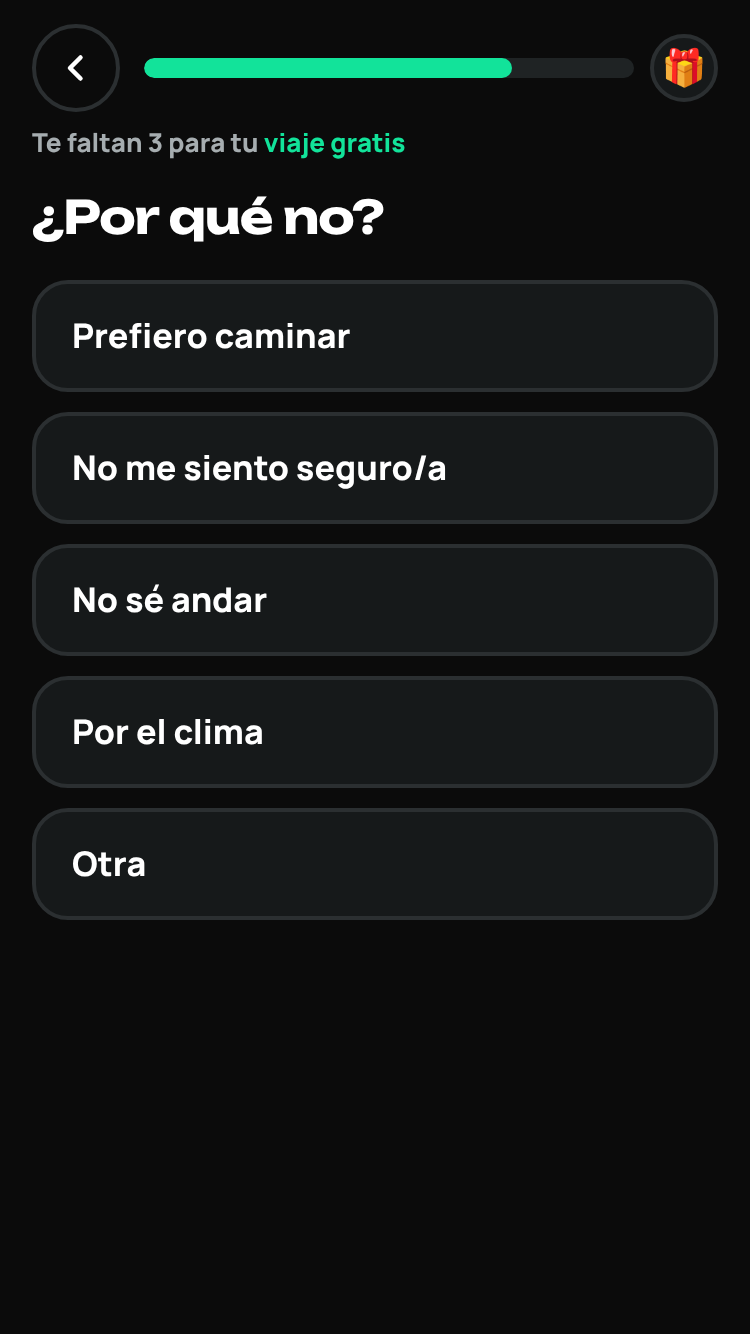 Te faltan 3 para tu viaje gratis
¿Por qué no?
Prefiero caminar
No me siento seguro/a
No sé andar
Por el clima
Otra